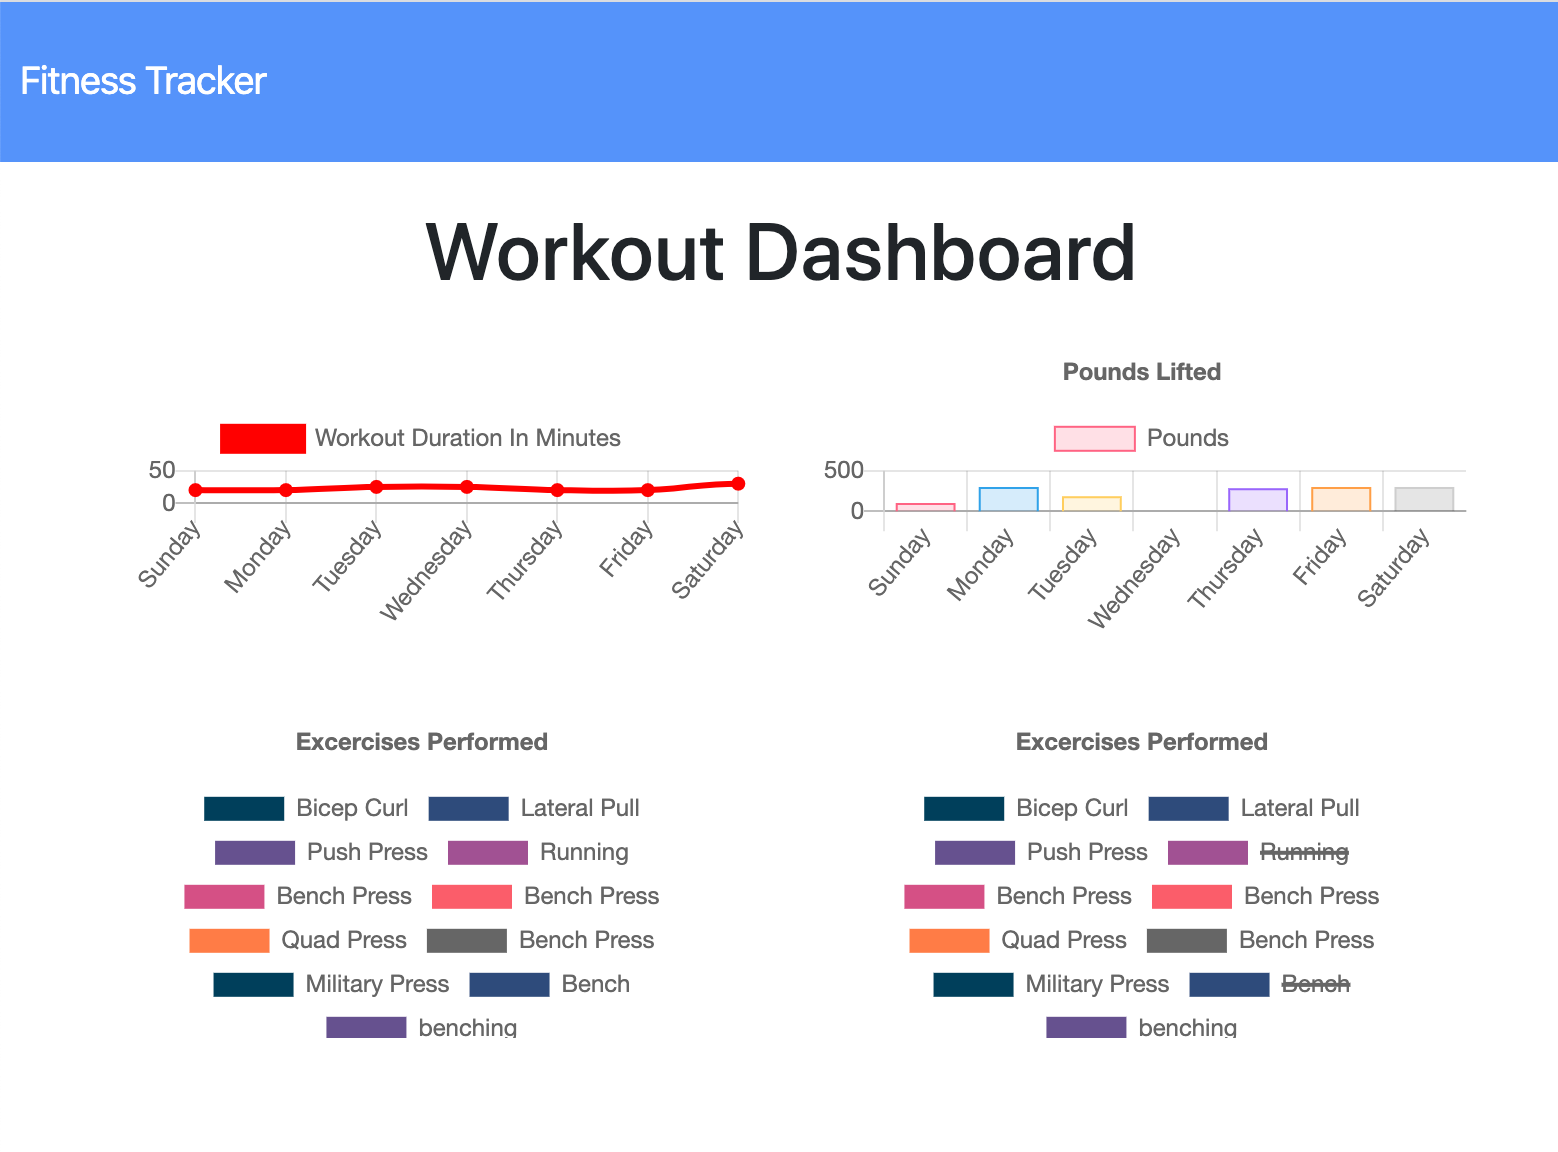 Fitness Tracker
Workout Dashboard
Workout Duration In Minutes
50
0
Sunday Monday Tuesday Wednesday Thursday Friday Saturday
Pounds Lifted
Pounds
500
0
Sunday Monday Tuesday Wednesday Thursday Friday Saturday
Excercises Performed
Bicep Curl Lateral Pull
Push Press Running
Bench Press Bench Press
Quad Press Bench Press
Military Press Bench
benching
Excercises Performed
Bicep Curl Lateral Pull
Push Press Running
Bench Press Bench Press
Quad Press Bench Press
Military Press Bench
benching